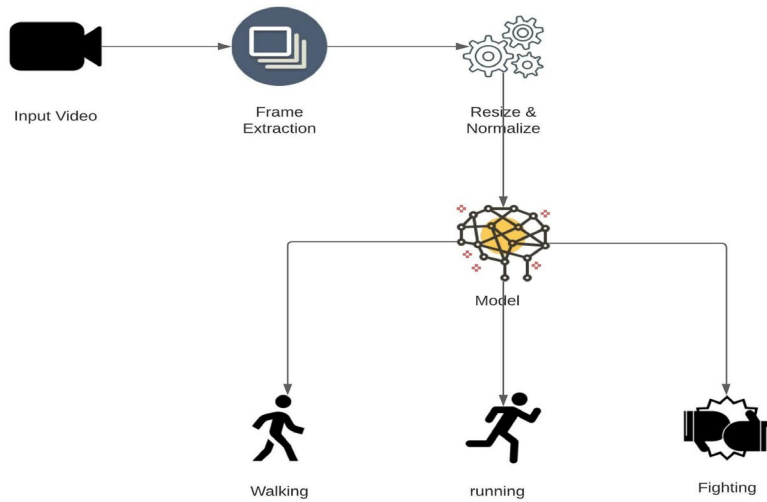 Input Video
Frame
Extraction
Resize &
Normalize
Model
Walking
running
Fighting